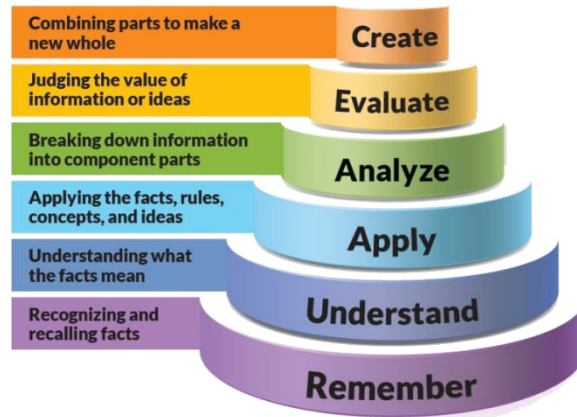 Combining parts to make a
new whole
Create
Judging the value of
information or ideas
Evaluate
Breaking down information
into component parts
Analyze
Applying the facts, rules,
concepts, and ideas
Apply
Understanding what
the facts mean
Understand
Recognizing and
recalling facts
Remember